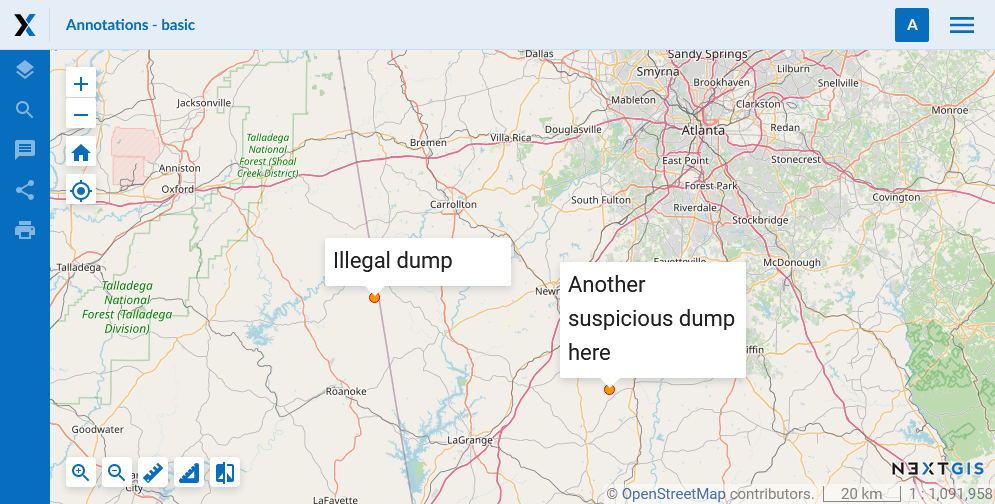 Annotations - basic
A
Dallas
Sandy Springs
Smyrna
Brookhaven
Lilburn
Snellville
Mableton
Clarkston
Jacksonville
Monroe
Talladega
National
Forest (Shoal
Creek District)
Bremen
Villa Rica
Douglasville
Atlanta
Redan
Anniston
East Point
Stonecrest
Oxford
Forest Park
Carrollton
South Fulton
Riverdale
Covington
Stockbridge
Illegal dump
Fayetteville
McDonough
Talladega
Another
suspicious dump
here
Talladega
National
Forest (Talladega
Division)
Roanoke
Goodwater
LaGrange
City
LaFayette
NEXTGIS
© OpenStreetMap contributors.
20 km
1 : 1,091,958